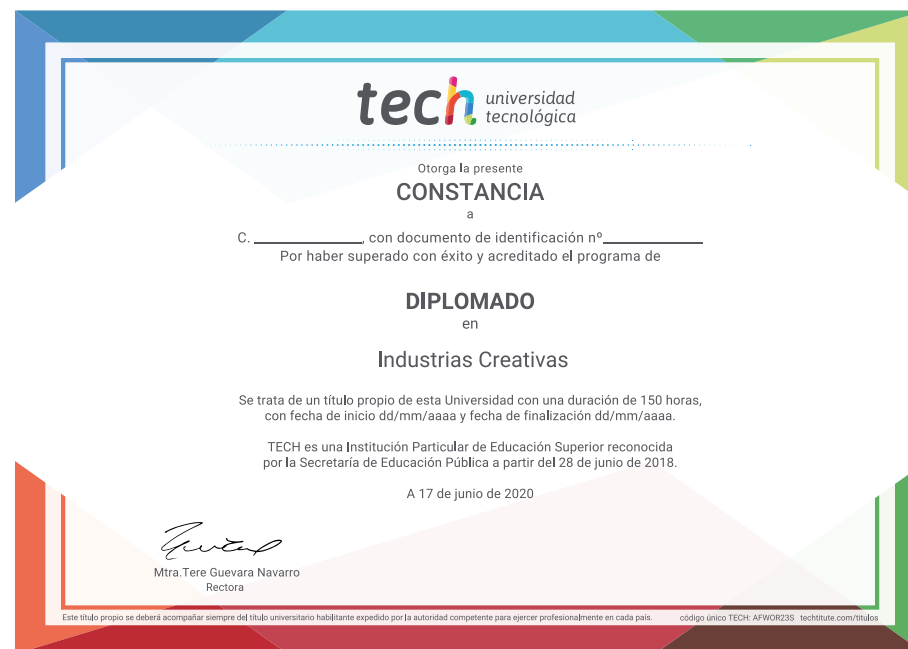 tech universidad
tecnológica
Otorga la presente
CONSTANCIA
a
C. ____________, con documento de identificación nº____________
Por haber superado con éxito y acreditado el programa de
DIPLOMADO
en
Industrias Creativas
Se trata de un título propio de esta Universidad con una duración de 150 horas,
con fecha de inicio dd/mm/aaaa y fecha de finalización dd/mm/aaaa.
TECH es una Institución Particular de Educación Superior reconocida
por la Secretaría de Educación Pública a partir del 28 de junio de 2018.
A 17 de junio de 2020
Mtra.Tere Guevara Navarro
Rectora
Este título propio se deberá acompañar siempre del título universitario habilitante expedido por la autoridad competente para ejercer profesionalmente en cada país. código único TECH: AFWOR23S techtitute.com/titulos